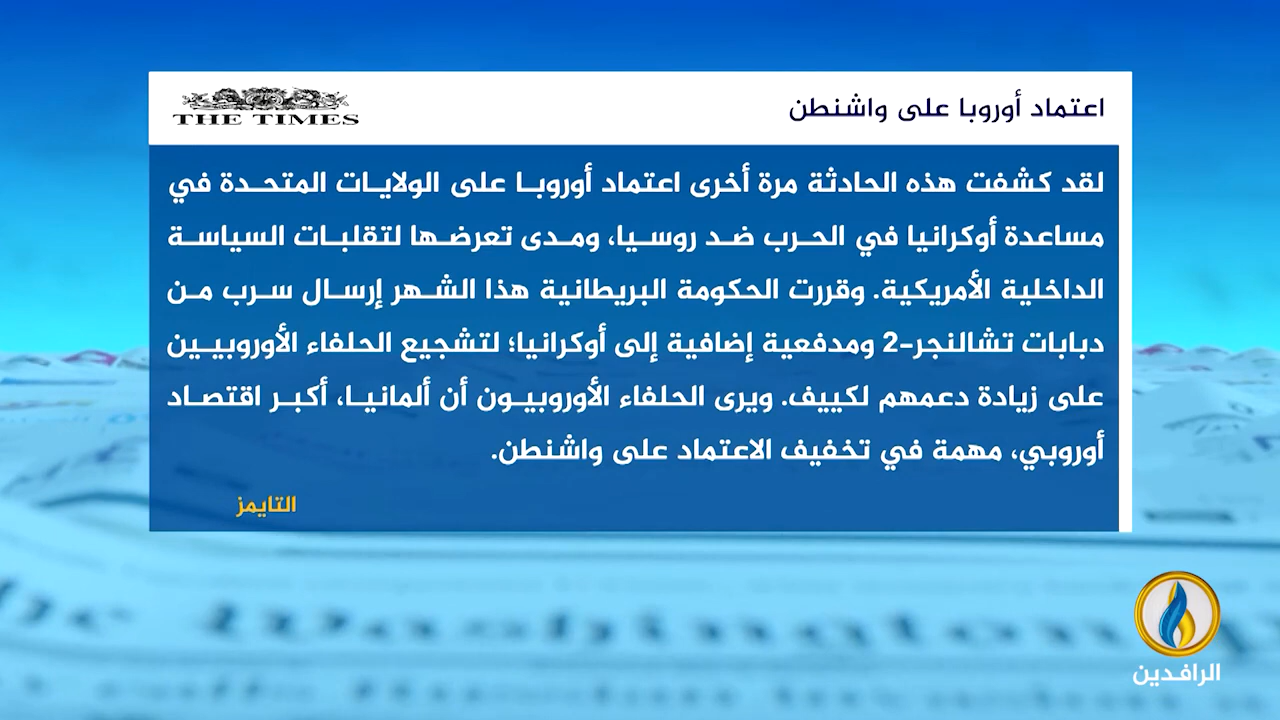 اعتماد أوروبا على واشنطن
THE TIMES
لقد كشفت هذه الحادثة مرة أخرى اعتماد أوروبا على الولايات المتحدة في
مساعدة أوكرانيا في الحرب ضد روسيا، ومدى تعرضها لتقلبات السياسة
الداخلية الأمريكية. وقررت الحكومة البريطانية هذا الشهر إرسال سرب من
دبابات تشالنجر-2 ومدفعية إضافية إلى أوكرانيا؛ لتشجيع الحلفاء الأوروبيين
على زيادة دعمهم لكييف. ويرى الحلفاء الأوروبيون أن ألمانيا، أكبر اقتصاد
أوروبي، مهمة في تخفيف الاعتماد على واشنطن.
التايمز
الرافدين